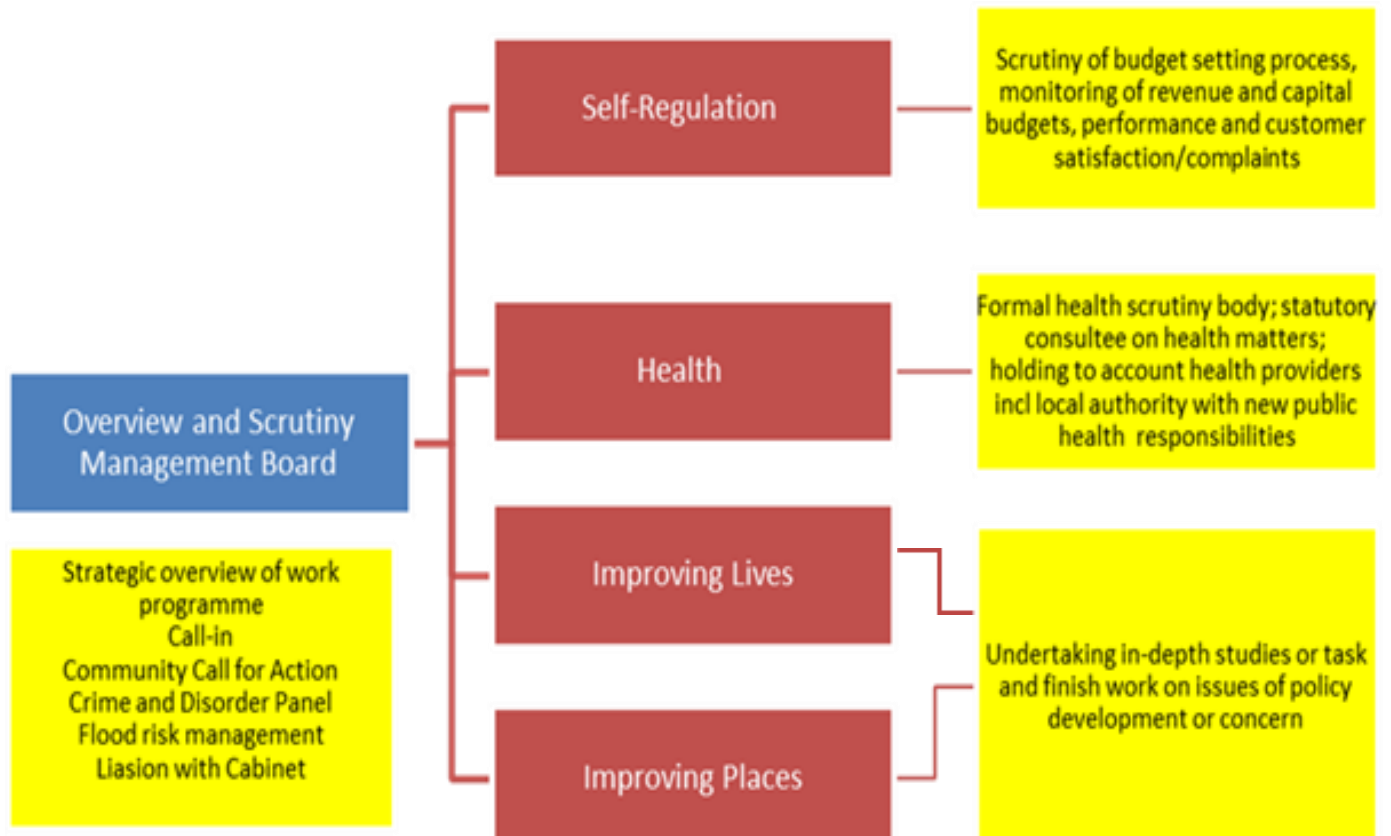 Self-Regulation
Scrutiny of budget setting process,
monitoring of revenue and capital
budgets, performance and customer
satisfaction/complaints
Health
Formal health scrutiny body; statutory
consultee on health matters;
holding to account health providers
incl local authority with new public
health responsibilities
Overview and Scrutiny
Management Board
Strategic overview of work
programme
Call-in
Community Call for Action
Crime and Disorder Panel
Flood risk management
Liasion with Cabinet
Improving Lives
Improving Places
Undertaking in-depth studies or task
and finish work on issues of policy
development or concern